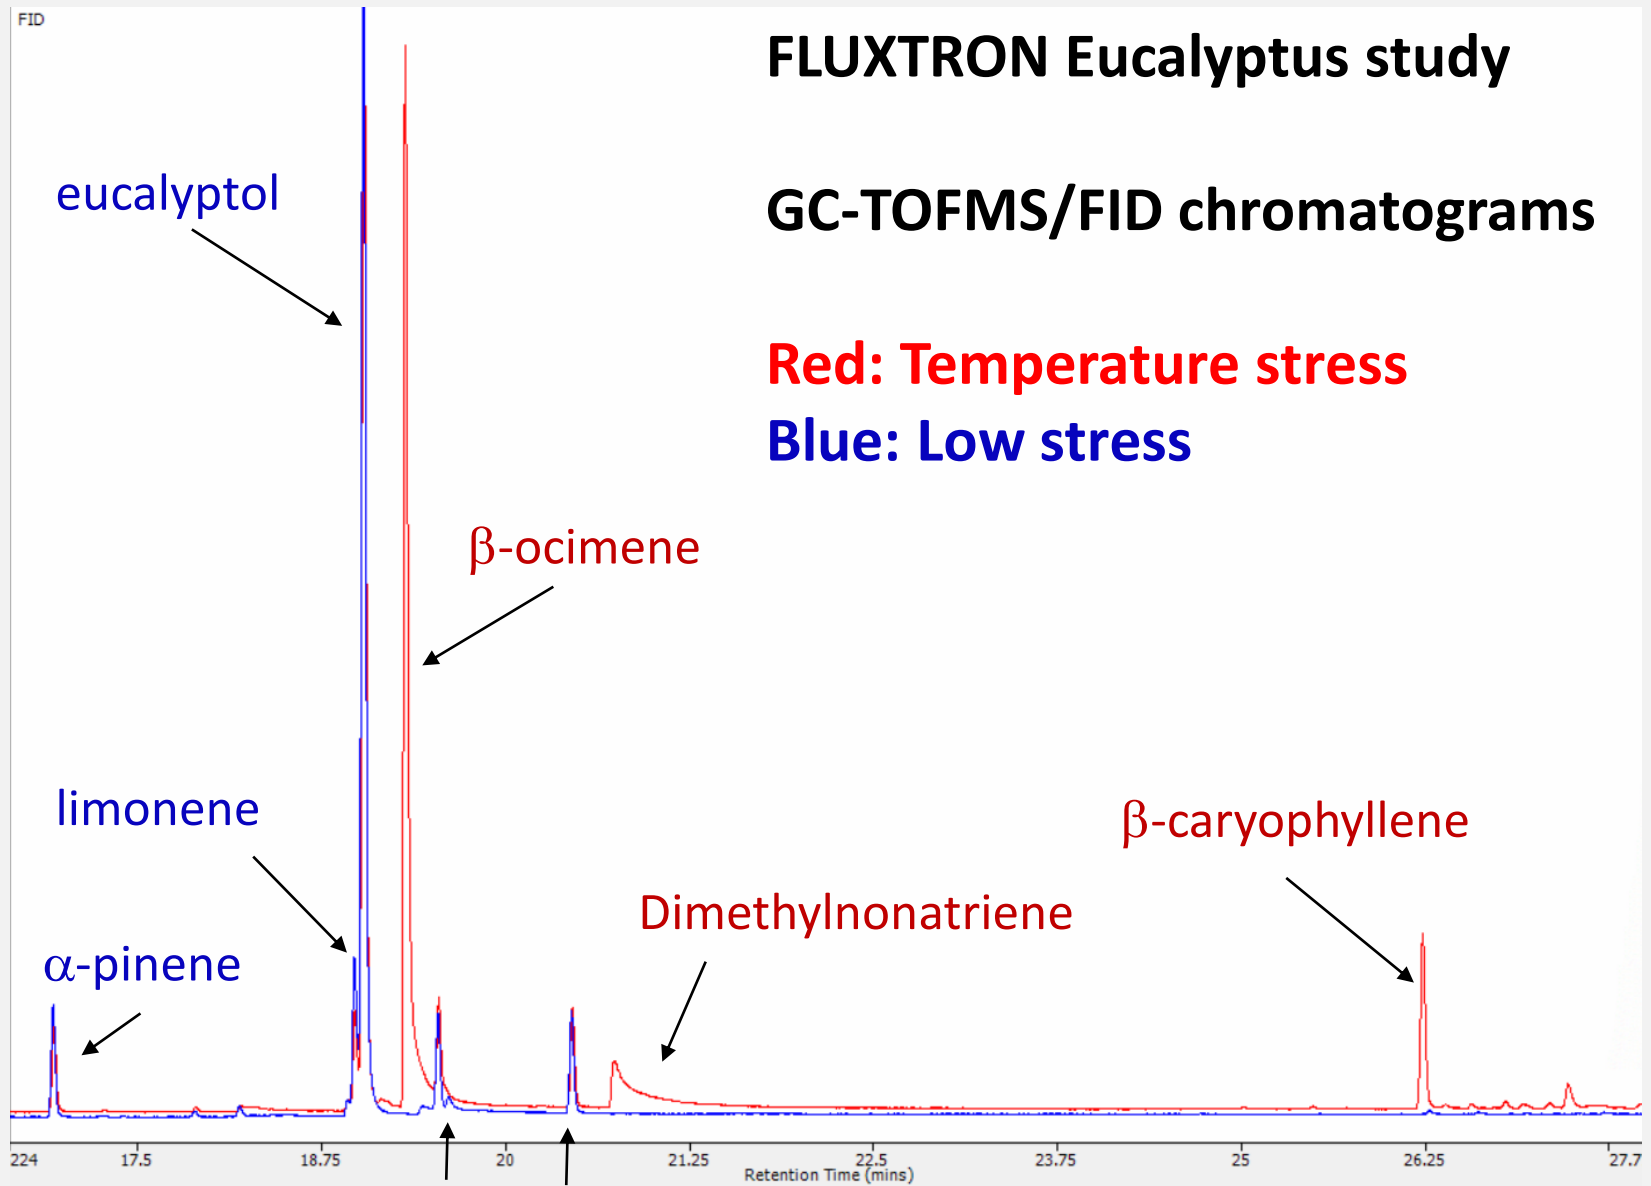 FID
FLUXTRON Eucalyptus study
GC-TOFMS/FID chromatograms
Red: Temperature stress
Blue: Low stress
eucalyptol
β-ocimene
limonene
β-caryophyllene
Dimethylnonatriene
α-pinene
224 17.5 18.75 20 21.25 22.5 23.75 25 26.25 27.7
Retention Time (mins)